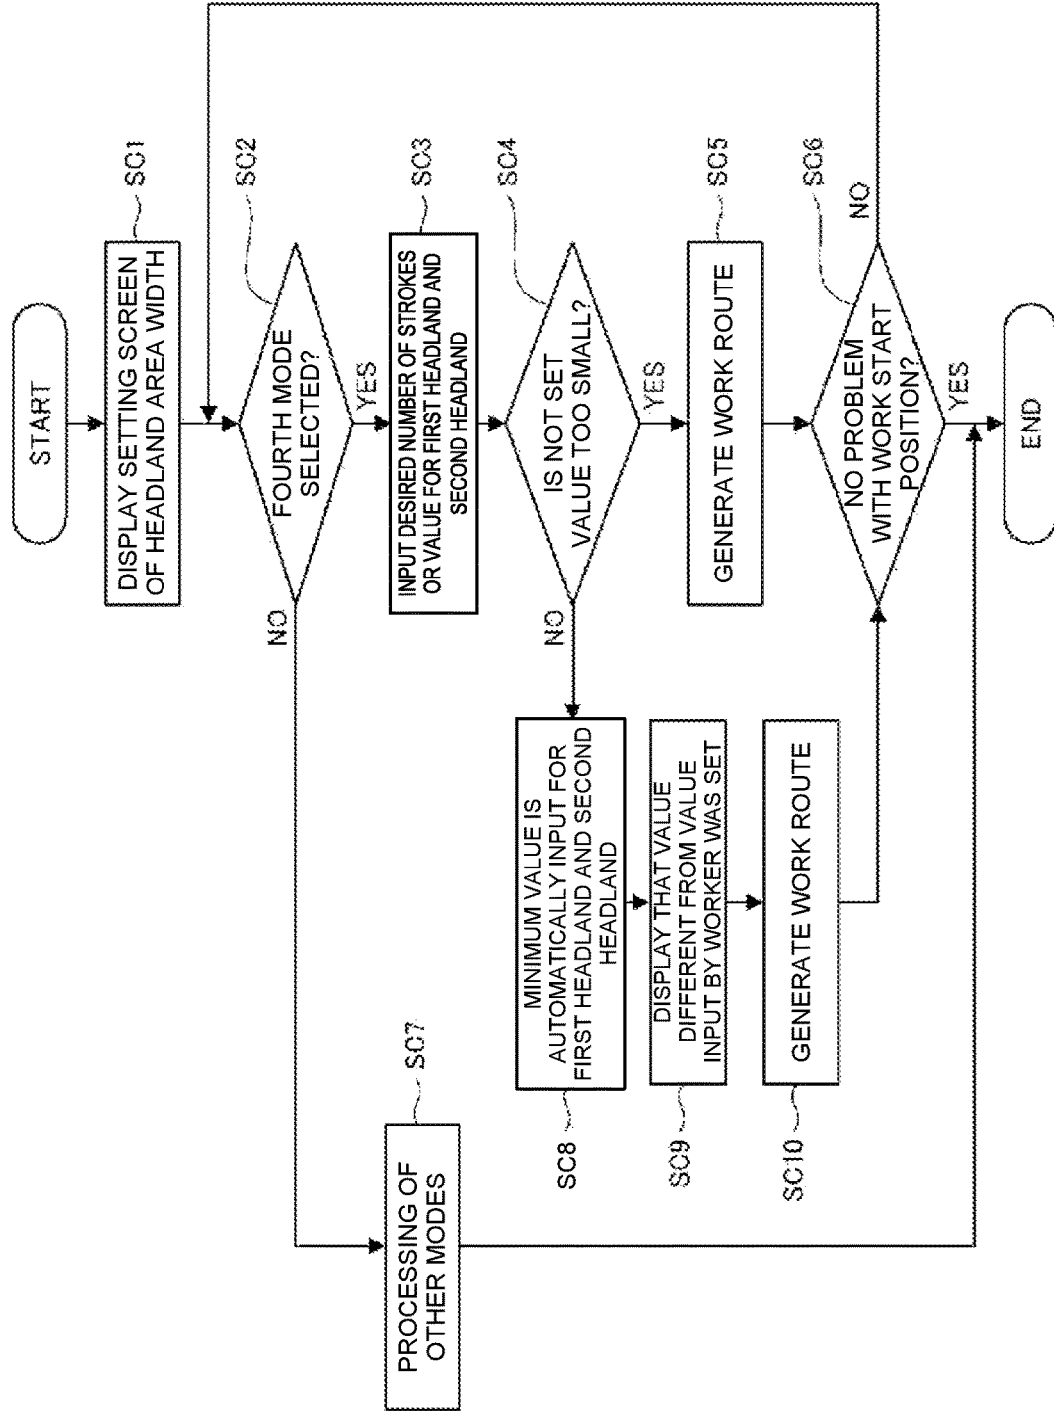 START
SC1
DISPLAY SETTING SCREEN
OF HEADLAND AREA WIDTH
SC2
FOURTH MODE
SELECTED?
NO
YES
SC3
INPUT DESIRED NUMBER OF STROKES
OR VALUE FOR FIRST HEADLAND AND
SECOND HEADLAND
SC4
IS NOT SET
VALUE TOO SMALL?
NO
YES
SC5
GENERATE WORK ROUTE
SC6
NO PROBLEM
WITH WORK START
POSITION?
NO
YES
END
SC7
PROCESSING OF
OTHER MODES
SC8
MINIMUM VALUE IS
AUTOMATICALLY INPUT FOR
FIRST HEADLAND AND SECOND
HEADLAND
SC9
DISPLAY THAT VALUE
DIFFERENT FROM VALUE
INPUT BY WORKER WAS SET
SC10
GENERATE WORK ROUTE